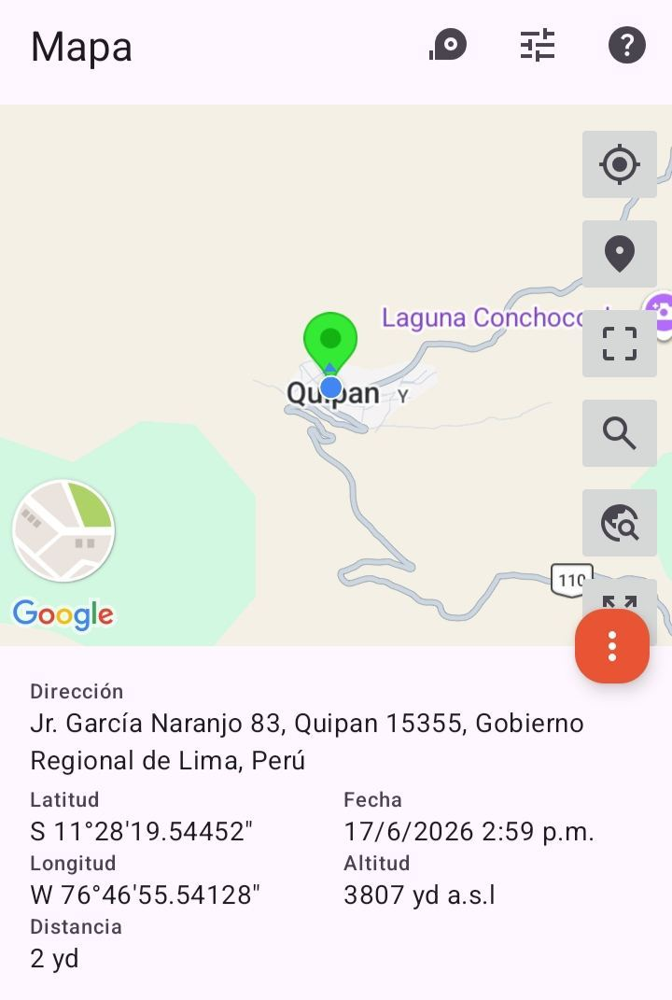 Mapa
Laguna Conchoco
Quipan Y
110
Google
Dirección
Jr. García Naranjo 83, Quipan 15355, Gobierno
Regional de Lima, Perú
Latitud
S 11°28'19.54452"
Fecha
17/6/2026 2:59 p.m.
Longitud
W 76°46'55.54128"
Altitud
3807 yd a.s.l
Distancia
2 yd